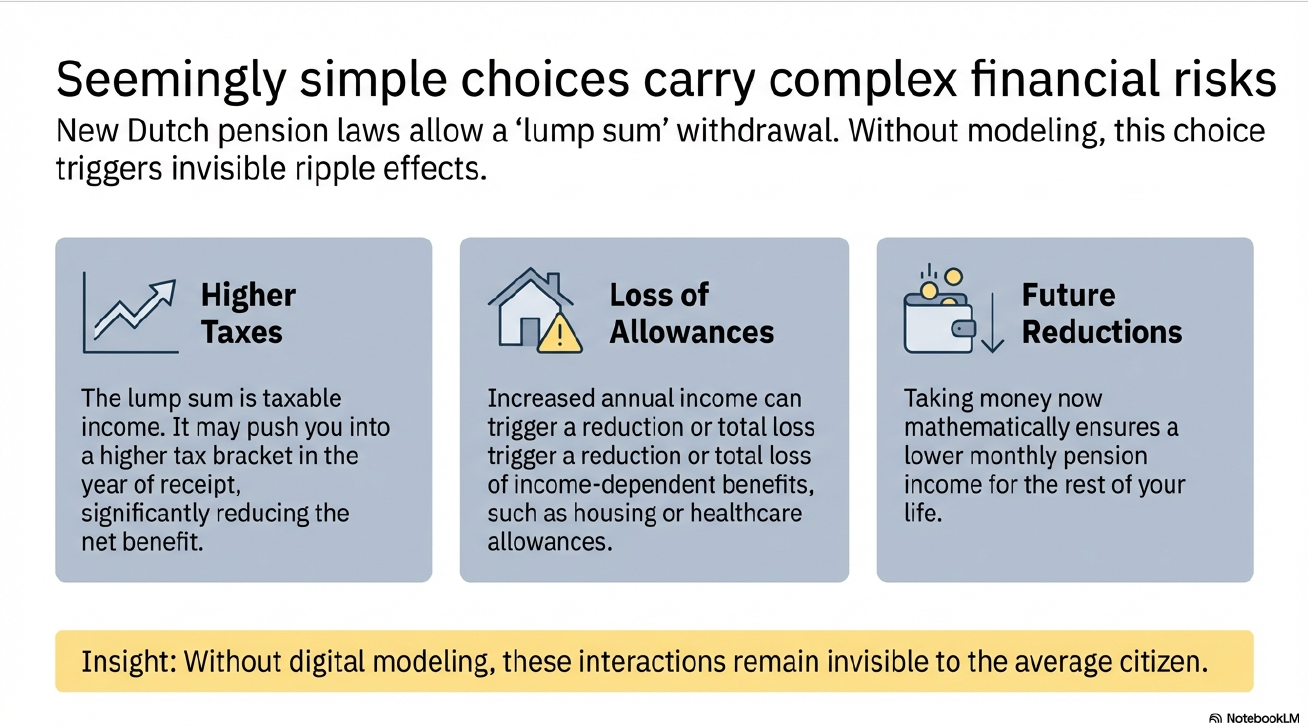 Seemingly simple choices carry complex financial risks
New Dutch pension laws allow a ‘lump sum’ withdrawal. Without modeling, this choice
triggers invisible ripple effects.
Higher
Taxes
The lump sum is taxable
income. It may push you into
a higher tax bracket in the
year of receipt,
significantly reducing the
net benefit.
Loss of
Allowances
Increased annual income can
trigger a reduction or total loss
trigger a reduction or total loss
of income-dependent benefits,
such as housing or healthcare
allowances.
Future
Reductions
Taking money now
mathematically ensures a
lower monthly pension
income for the rest of your
life.
Insight: Without digital modeling, these interactions remain invisible to the average citizen.
NotebookLM